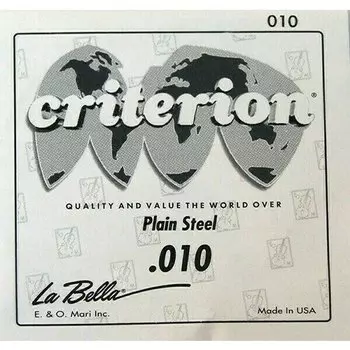 010
criterion®
QUALITY AND VALUE THE WORLD OVER
Plain Steel
.010
La Bella®
E. & O. Mari Inc.
Made In USA